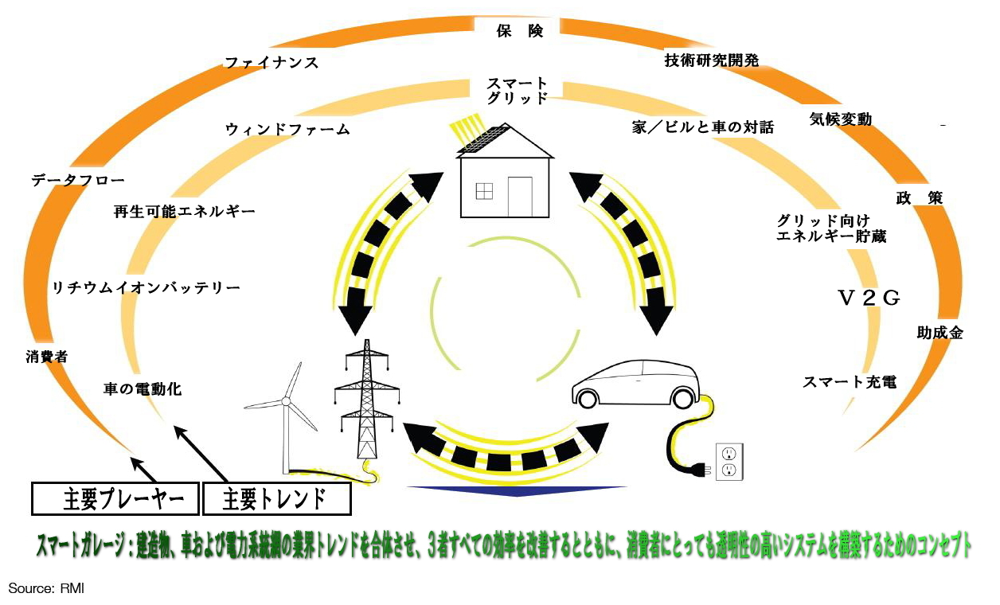 保　険
ファイナンス
技術研究開発
スマート
グリッド
気候変動
ウィンドファーム
家／ビルと車の対話
データフロー
政　策
再生可能エネルギー
グリッド向け
エネルギー貯蔵
リチウムイオンバッテリー
Ｖ２Ｇ
助成金
消費者
スマート充電
車の電動化
主要プレーヤー
主要トレンド
スマートガレージ：建造物、車および電力系統網の業界トレンドを合体させ、３者すべての効率を改善するとともに、消費者にとっても透明性の高いシステムを構築するためのコンセプト
Source: RMI